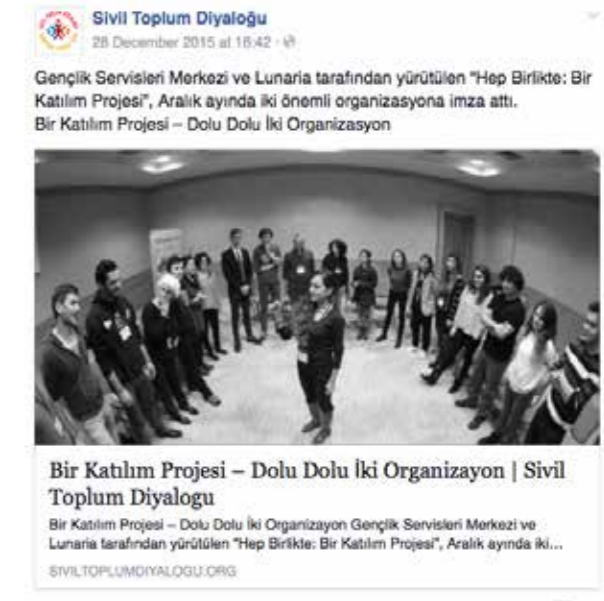 Sivil Toplum Diyaloğu
28 December 2015 at 16:42 ·
Gençlik Servisleri Merkezi ve Lunaria tarafından yürütülen "Hep Birlikte: Bir
Katılım Projesi", Aralık ayında iki önemli organizasyona imza attı.
Bir Katılım Projesi – Dolu Dolu İki Organizasyon
Bir Katılım Projesi – Dolu Dolu İki Organizayon | Sivil
Toplum Diyalogu
Bir Katılım Projesi – Dolu Dolu İki Organizayon Gençlik Servisleri Merkezi ve
Lunaria tarafından yürütülen "Hep Birlikte: Bir Katılım Projesi", Aralık ayında iki...
SIVILTOPLUMDIYALOGU.ORG